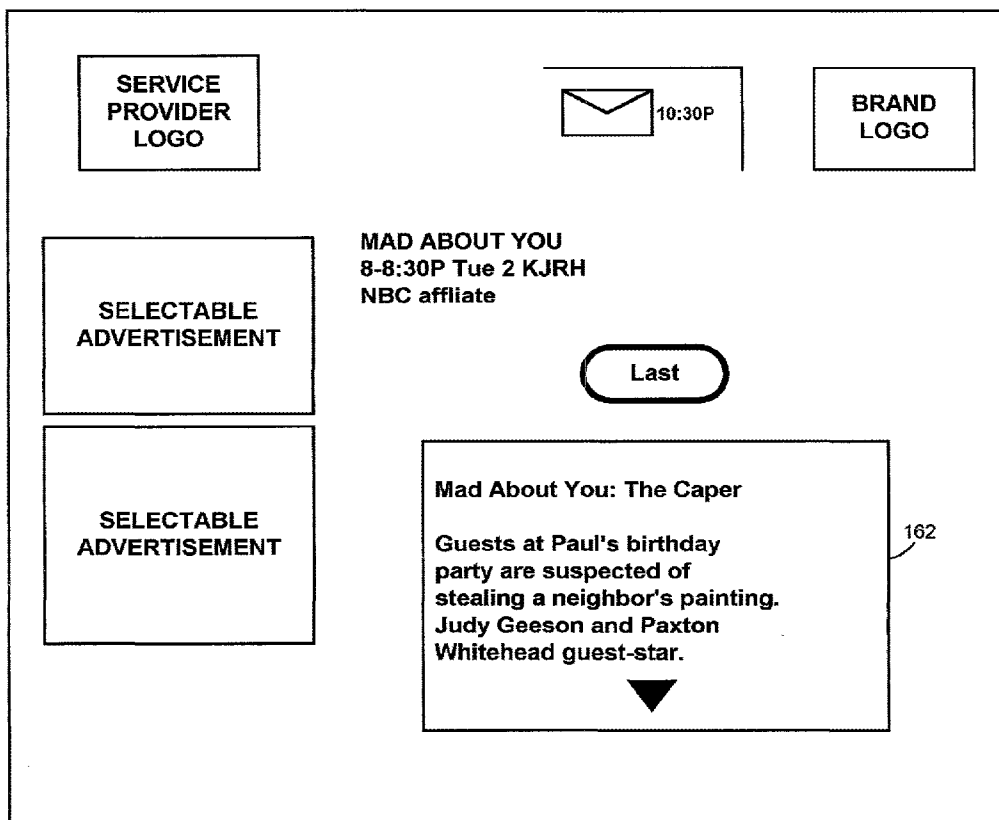 SERVICE
PROVIDER
LOGO
10:30P
BRAND
LOGO
SELECTABLE
ADVERTISEMENT
MAD ABOUT YOU
8-8:30P Tue 2 KJRH
NBC affliate
Last
SELECTABLE
ADVERTISEMENT
Mad About You: The Caper
Guests at Paul's birthday
party are suspected of
stealing a neighbor's painting.
Judy Geeson and Paxton
Whitehead guest-star.
162